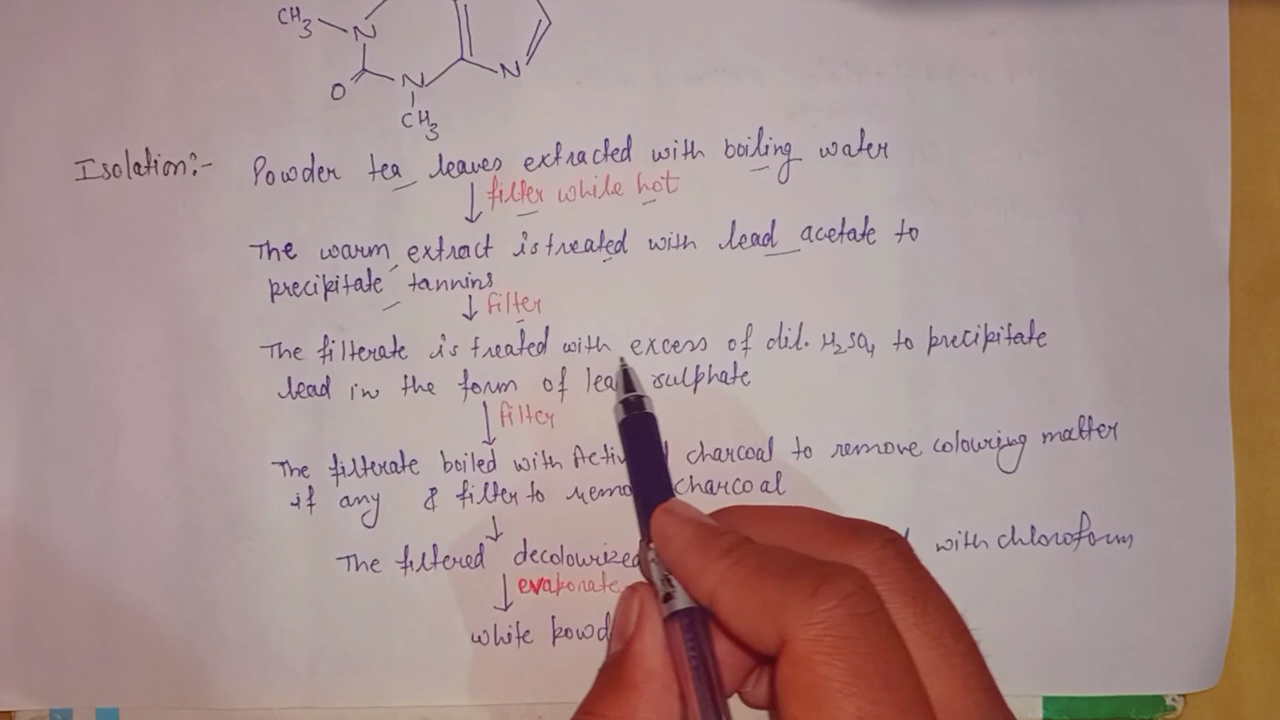 CH3 N
O N N
CH3
Isolation:- Powder tea leaves extracted with boiling water
filter while hot
The warm extract is treated with lead acetate to
precipitate tannins
filter
The filterate is treated with excess of dil. H2SO4 to precipitate
lead in the form of lea sulphate
filter
The filterate boiled with Acti charcoal to remove colouring matter
if any & filter to remo charcoal
The filtered decolourized with chloroform
evaporate
white powd